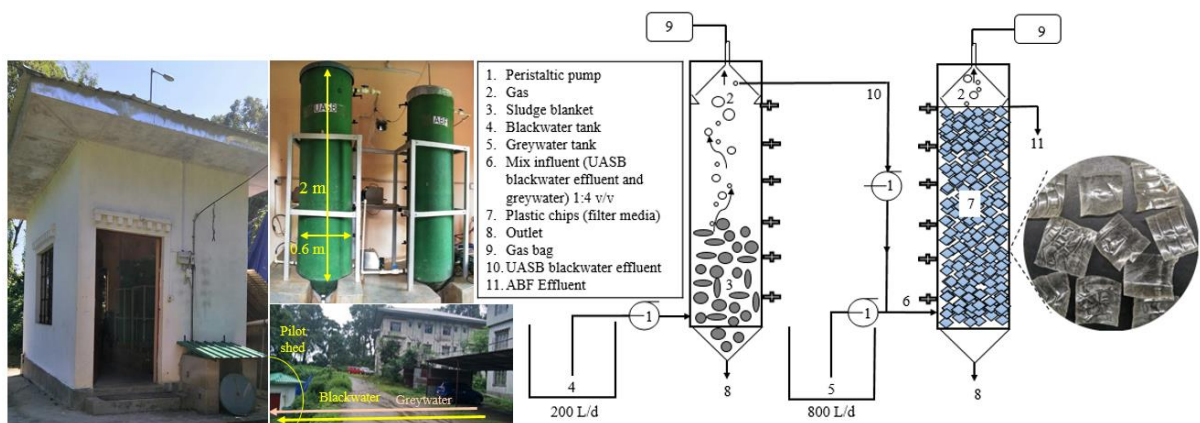 UASB
ABF
2 m
0.6 m
Pilot
shed
Blackwater
Greywater
1. Peristaltic pump
2. Gas
3. Sludge blanket
4. Blackwater tank
5. Greywater tank
6. Mix influent (UASB
blackwater effluent and
greywater) 1:4 v/v
7. Plastic chips (filter media)
8. Outlet
9. Gas bag
10. UASB blackwater effluent
11. ABF Effluent
9
2
3
1
4
200 L/d
8
10
1
1
5
800 L/d
6
9
2
7
11
8